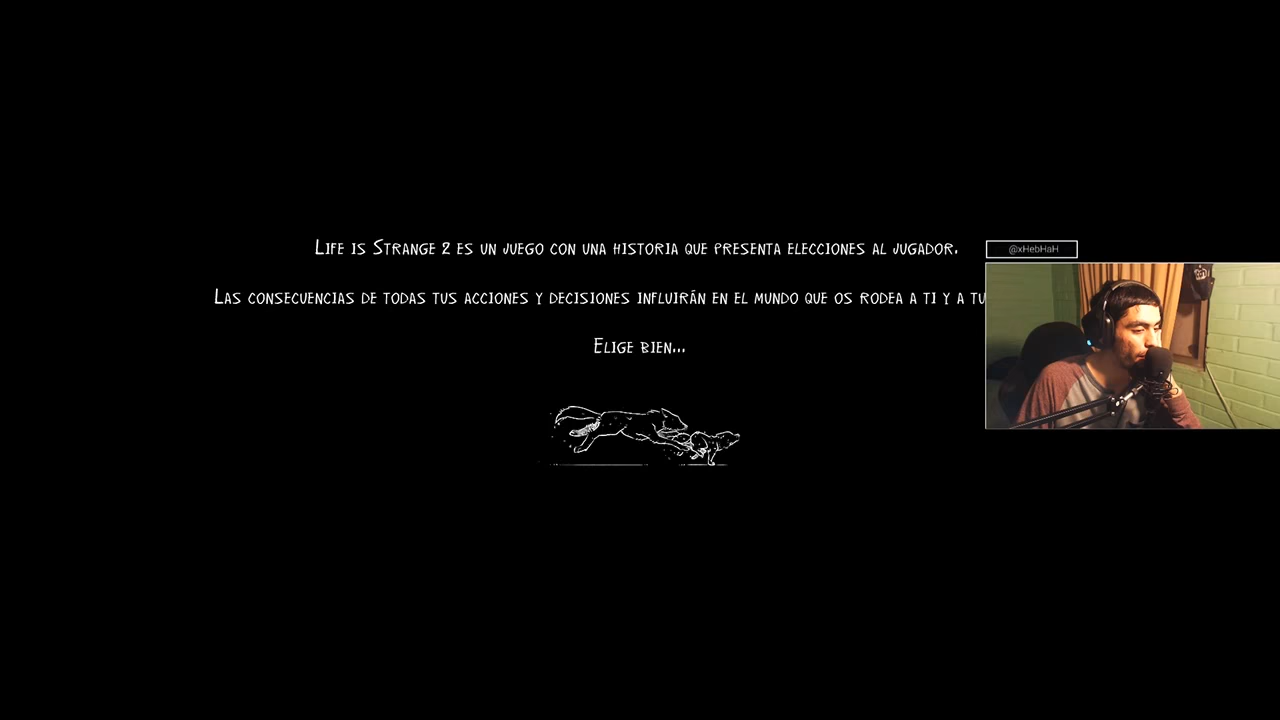 Life is Strange 2 es un juego con una historia que presenta elecciones al jugador.
@xHebHaH
Las consecuencias de todas tus acciones y decisiones influirán en el mundo que os rodea a ti y a tu
Elige bien...